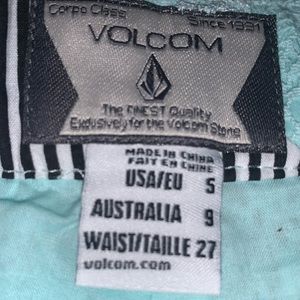 Corpo Class Since 1991
VOLCOM
The FINEST Quality
Exclusively for the Volcom Stone
MADE IN CHINA
FAIT EN CHINE
USA/EU S
AUSTRALIA 9
WAIST/TAILLE 27
volcom.com